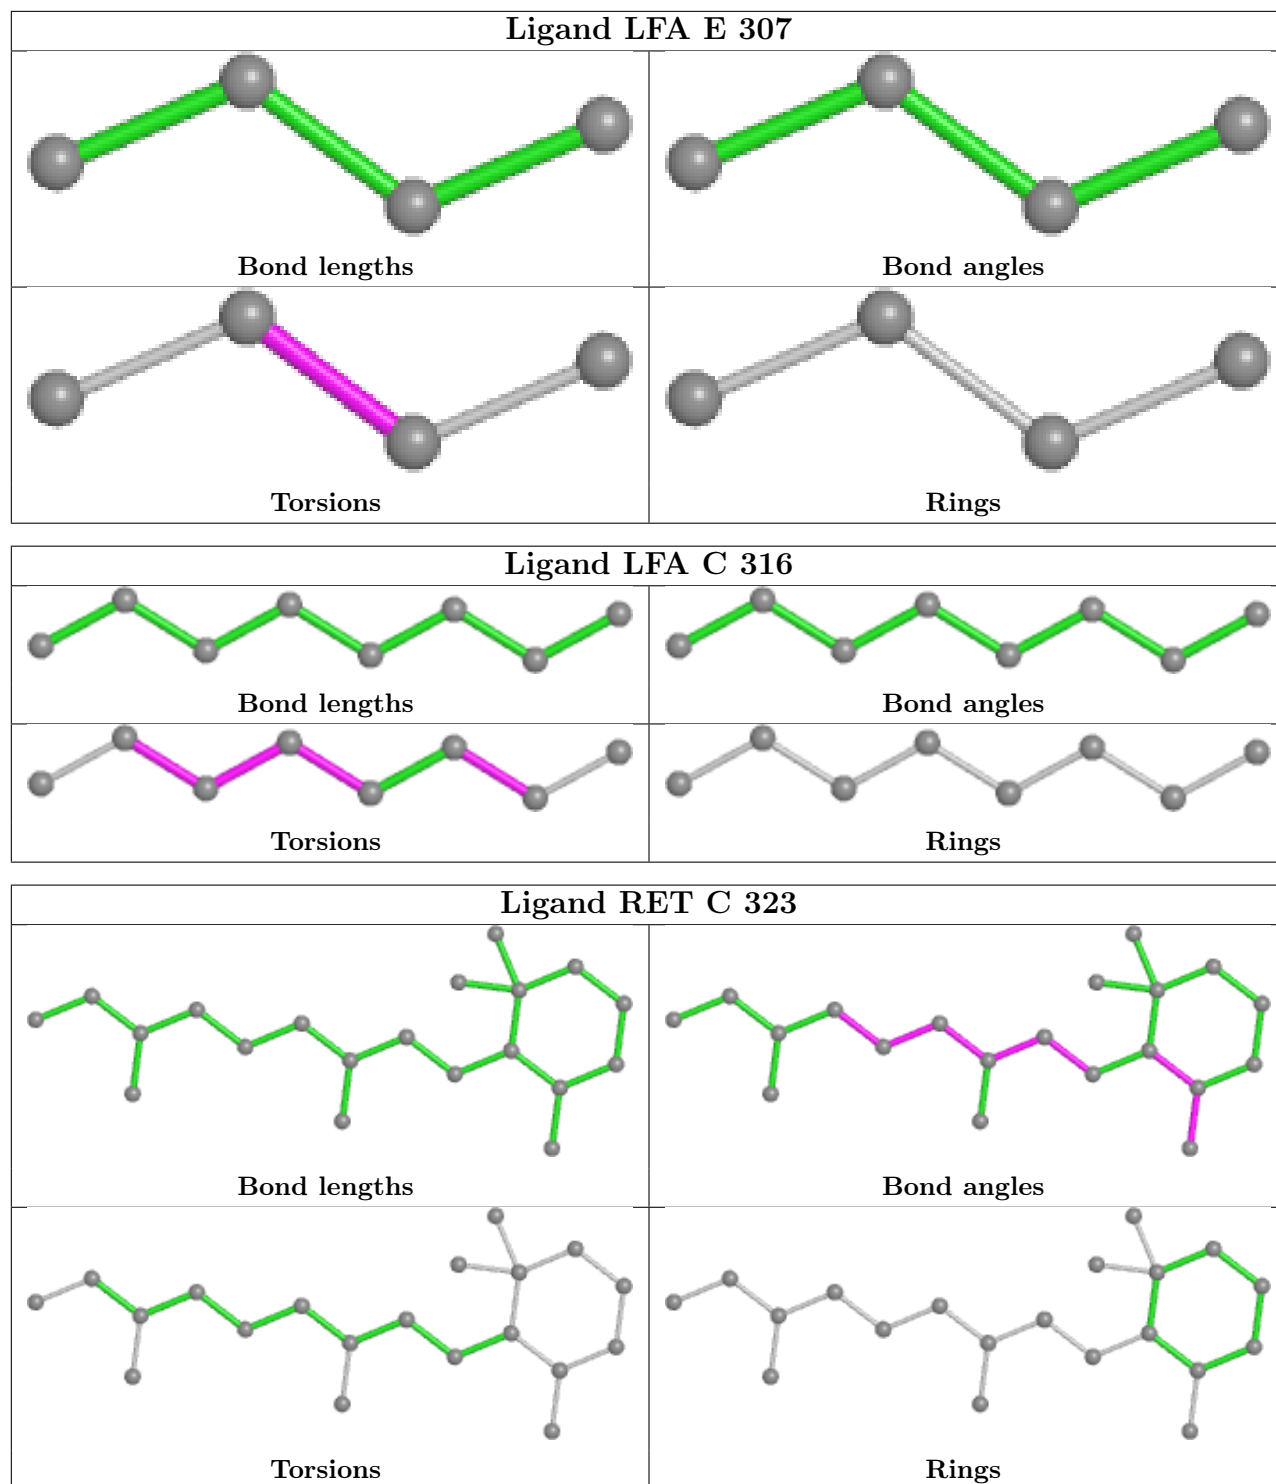 Ligand LFA E 307
Bond lengths
Bond angles
Torsions
Rings
Ligand LFA C 316
Bond lengths
Bond angles
Torsions
Rings
Ligand RET C 323
Bond lengths
Bond angles
Torsions
Rings